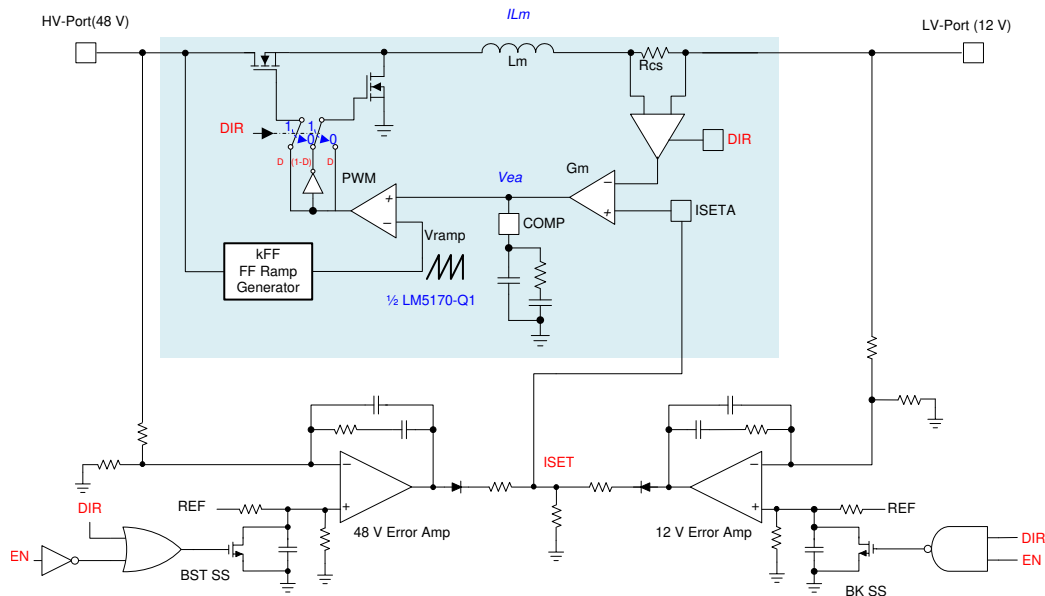 ILm
HV-Port(48 V)
LV-Port (12 V)
Lm
Rcs
DIR
1
1
0
0
DIR
D
(1-D)
D
PWM
Vea
Gm
+
−
−
+
COMP
ISETA
Vramp
kFF
FF Ramp
Generator
½ LM5170-Q1
ISET
−
+
−
+
48 V Error Amp
12 V Error Amp
REF
REF
DIR
EN
BST SS
BK SS
DIR
EN